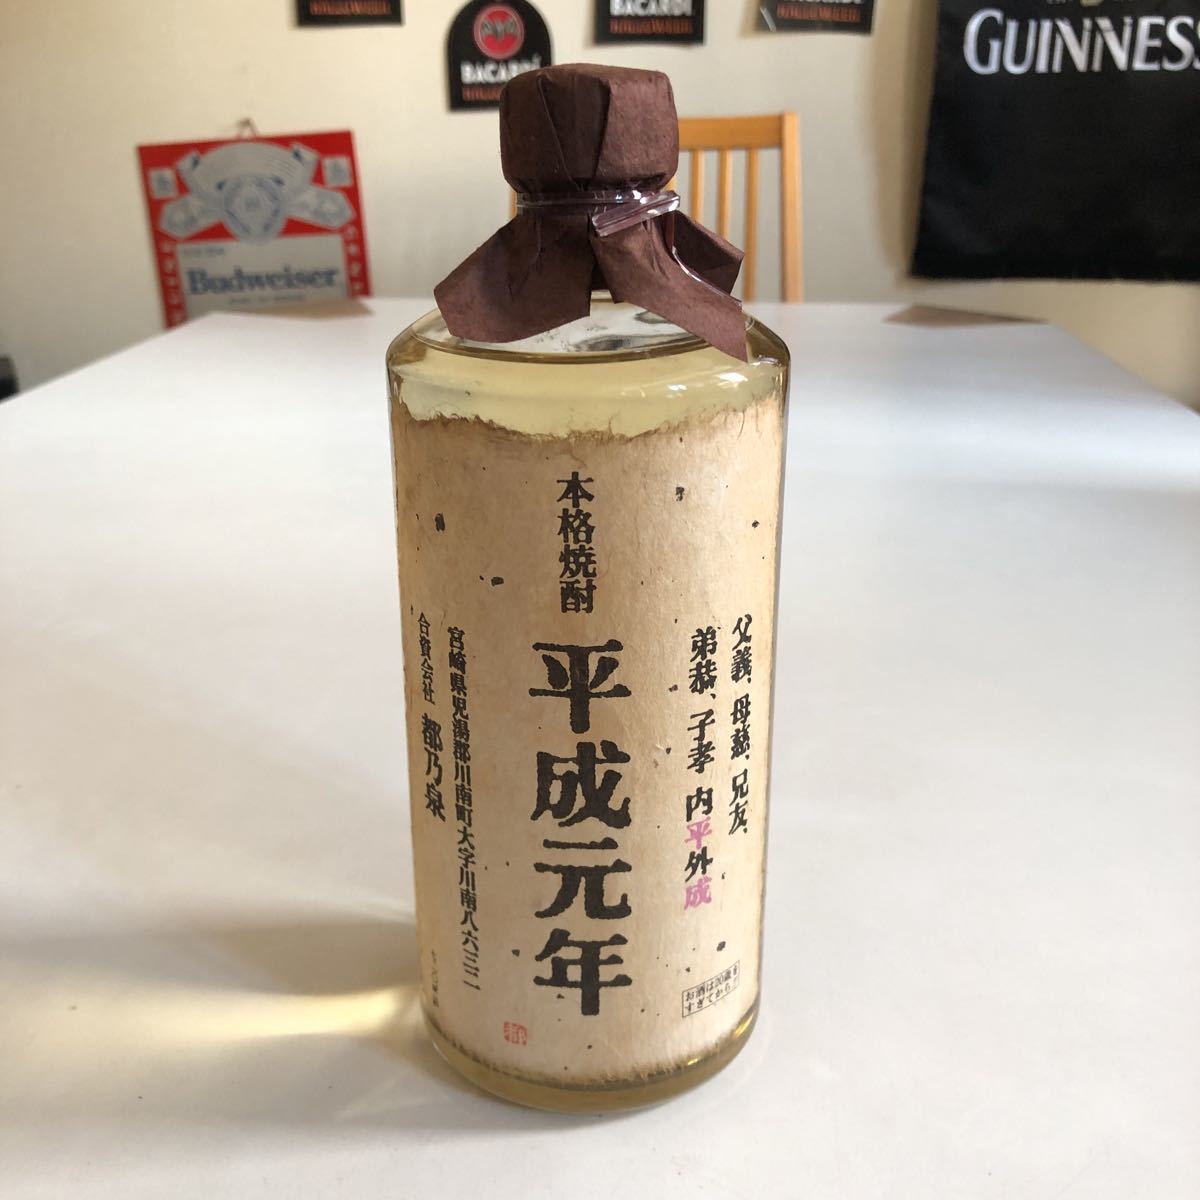 BACARDI
BACARDI
GUINNESS
Budweiser
本格焼酎
平成元年
父義、母慈、兄友、
弟恭、子孝 内平外成
宮崎県児湯郡川南町大字川南八六三二
合資会社 都乃泉
お酒は20歳を
すぎてから
都